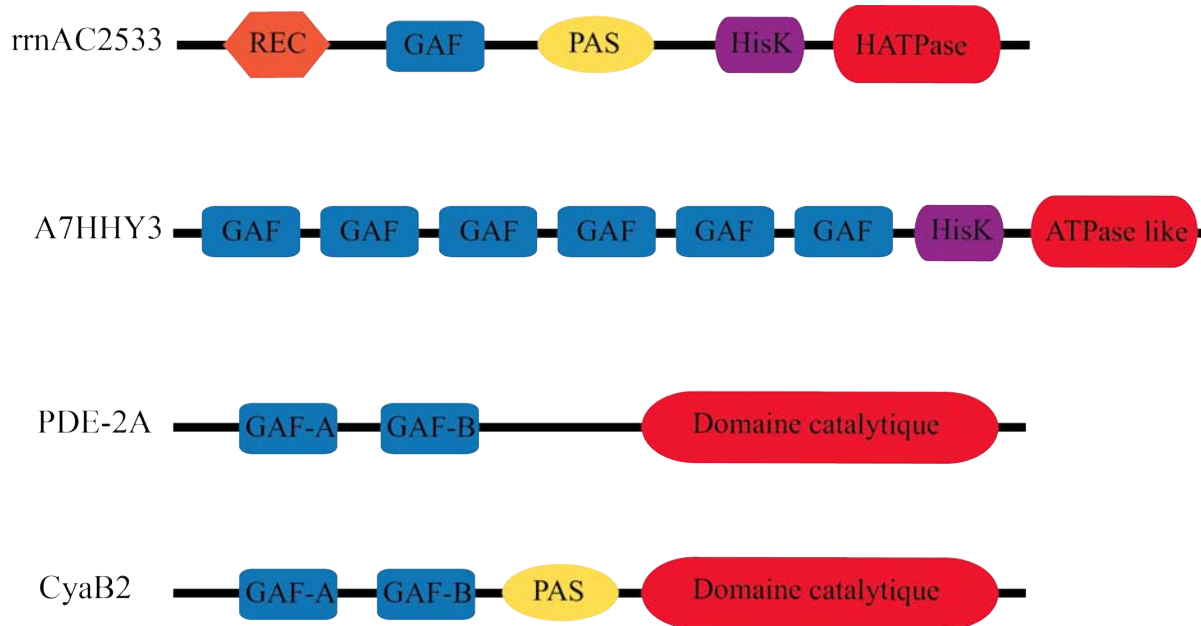 rrnAC2533 REC GAF PAS HisK HATPase
A7HHY3 GAF GAF GAF GAF GAF GAF HisK ATPase like
PDE-2A GAF-A GAF-B Domaine catalytique
CyaB2 GAF-A GAF-B PAS Domaine catalytique